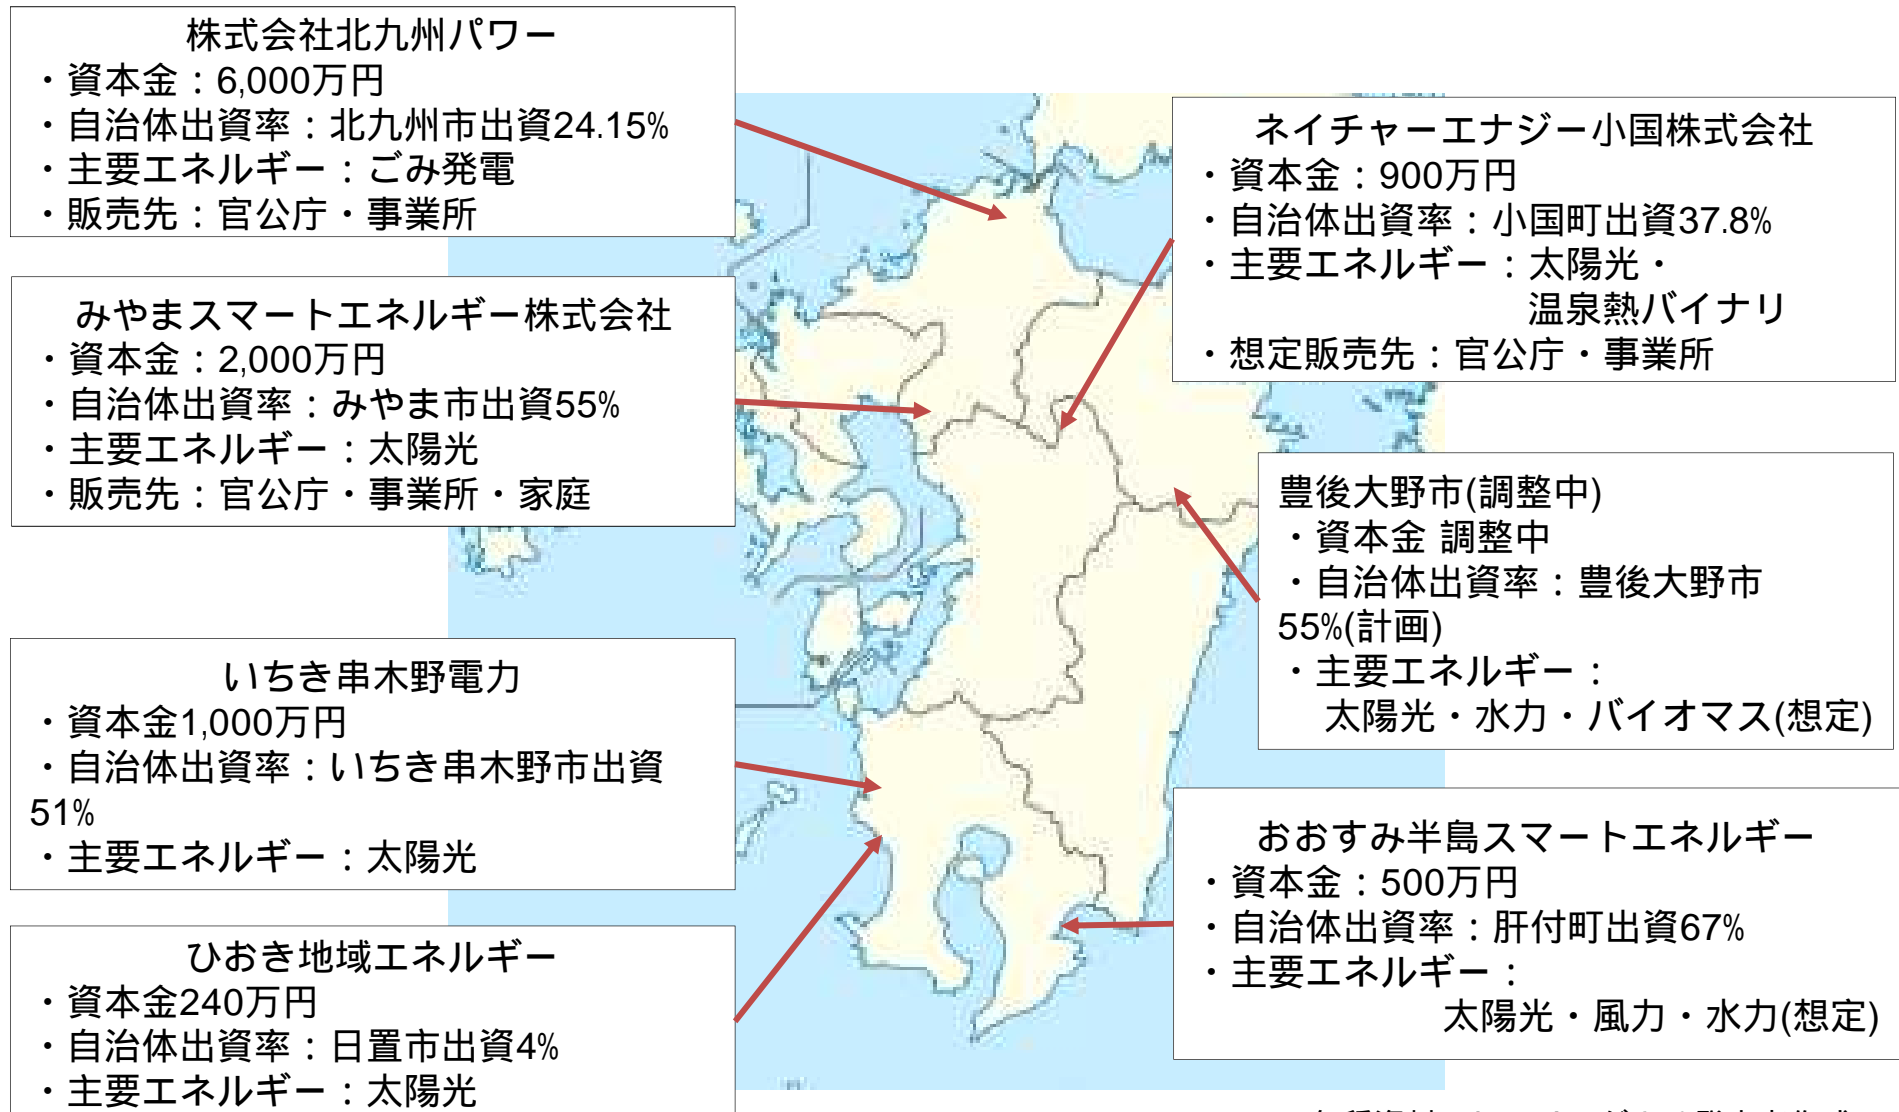 株式会社北九州パワー
・資本金：6,000万円
・自治体出資率：北九州市出資24.15%
・主要エネルギー：ごみ発電
・販売先：官公庁・事業所
みやまスマートエネルギー株式会社
・資本金：2,000万円
・自治体出資率：みやま市出資55%
・主要エネルギー：太陽光
・販売先：官公庁・事業所・家庭
いちき串木野電力
・資本金1,000万円
・自治体出資率：いちき串木野市出資
51%
・主要エネルギー：太陽光
ひおき地域エネルギー
・資本金240万円
・自治体出資率：日置市出資4%
・主要エネルギー：太陽光
ネイチャーエナジー小国株式会社
・資本金：900万円
・自治体出資率：小国町出資37.8%
・主要エネルギー：太陽光・
温泉熱バイナリ
・想定販売先：官公庁・事業所
豊後大野市(調整中)
・資本金 調整中
・自治体出資率：豊後大野市
55%(計画)
・主要エネルギー：
太陽光・水力・バイオマス(想定)
おおすみ半島スマートエネルギー
・資本金：500万円
・自治体出資率：肝付町出資67%
・主要エネルギー：
太陽光・風力・水力(想定)